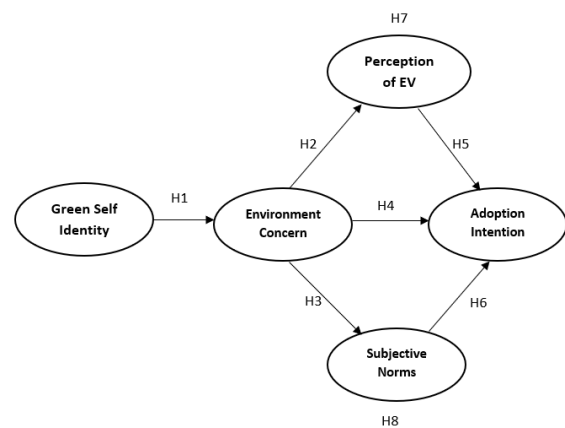 H7
Perception
of EV
H2
H5
H1
Green Self
Identity
Environment
Concern
H4
Adoption
Intention
H3
H6
Subjective
Norms
H8